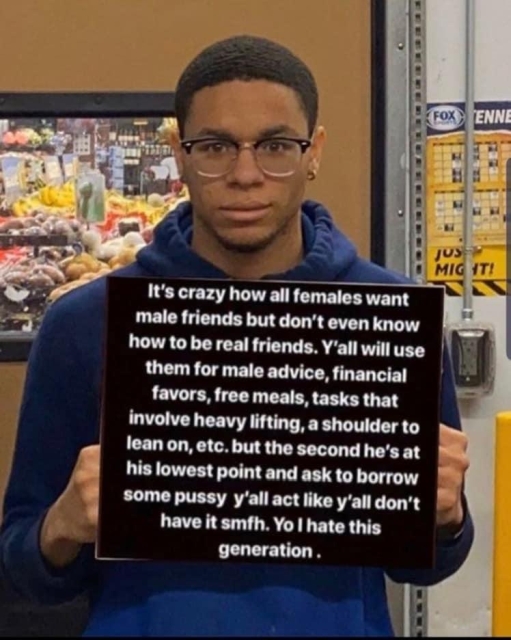 FOX
TENNE
JUS
MIGHT!
It's crazy how all females want
male friends but don't even know
how to be real friends. Y'all will use
them for male advice, financial
favors, free meals, tasks that
involve heavy lifting, a shoulder to
lean on, etc. but the second he's at
his lowest point and ask to borrow
some pussy y'all act like y'all don't
have it smfh. Yo I hate this
generation.